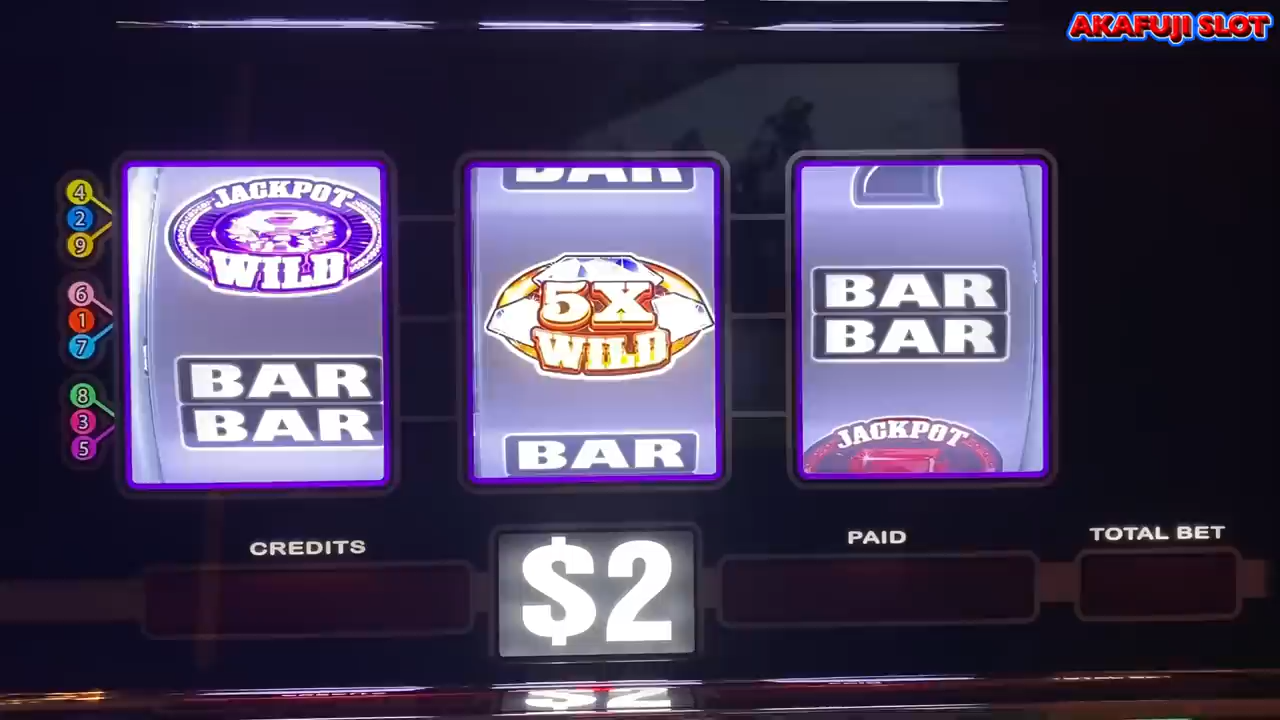 AKAFUJI SLOT
4
2
9
6
1
7
8
3
5
JACKPOT
WILD
BAR
BAR
BAR
5X
WILD
BAR
BAR
BAR
JACKPOT
CREDITS
$2
PAID
TOTAL BET
$2